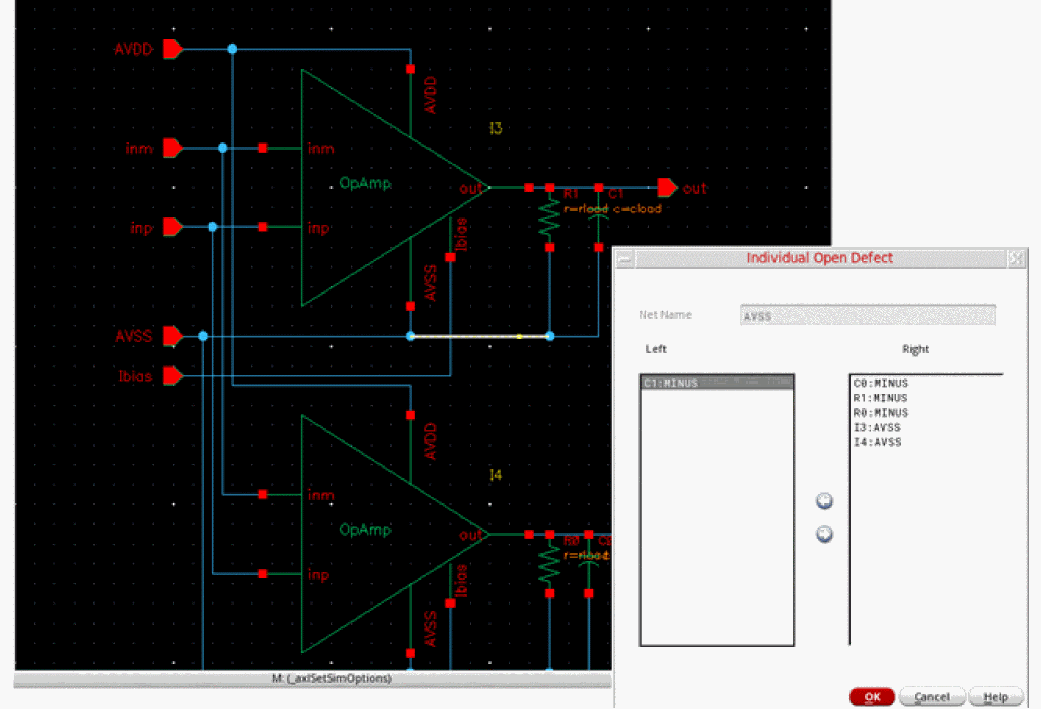 AVDD
AVDD
I3
inm
inm
OpAmp
out
R1
C1
out
r=rload c=cload
inp
inp
Ibias
AVSS
AVSS
Ibias
AVDD
I4
inm
OpAmp
out
R0
r=rload
inp
Ibias
AVSS
M: (_axlSetSimOptions)
Individual Open Defect
Net Name
AVSS
Left
Right
C1:MINUS
C0:MINUS
R1:MINUS
R0:MINUS
I3:AVSS
I4:AVSS
OK
Cancel
Help